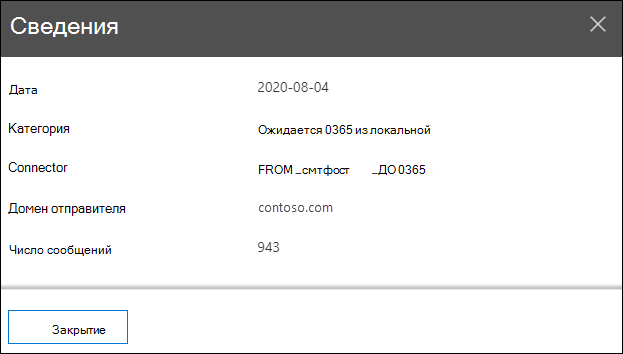 Сведения
Дата 2020-08-04
Категория Ожидается 0365 из локальной
Connector FROM _смтфост _ДО 0365
Домен отправителя contoso.com
Число сообщений 943
Закрытие